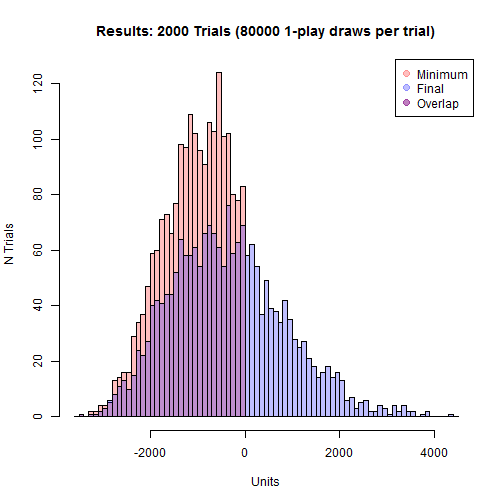 Results: 2000 Trials (80000 1-play draws per trial)
Minimum
Final
Overlap
N Trials
120
100
80
60
40
20
0
-2000 0 2000 4000
Units